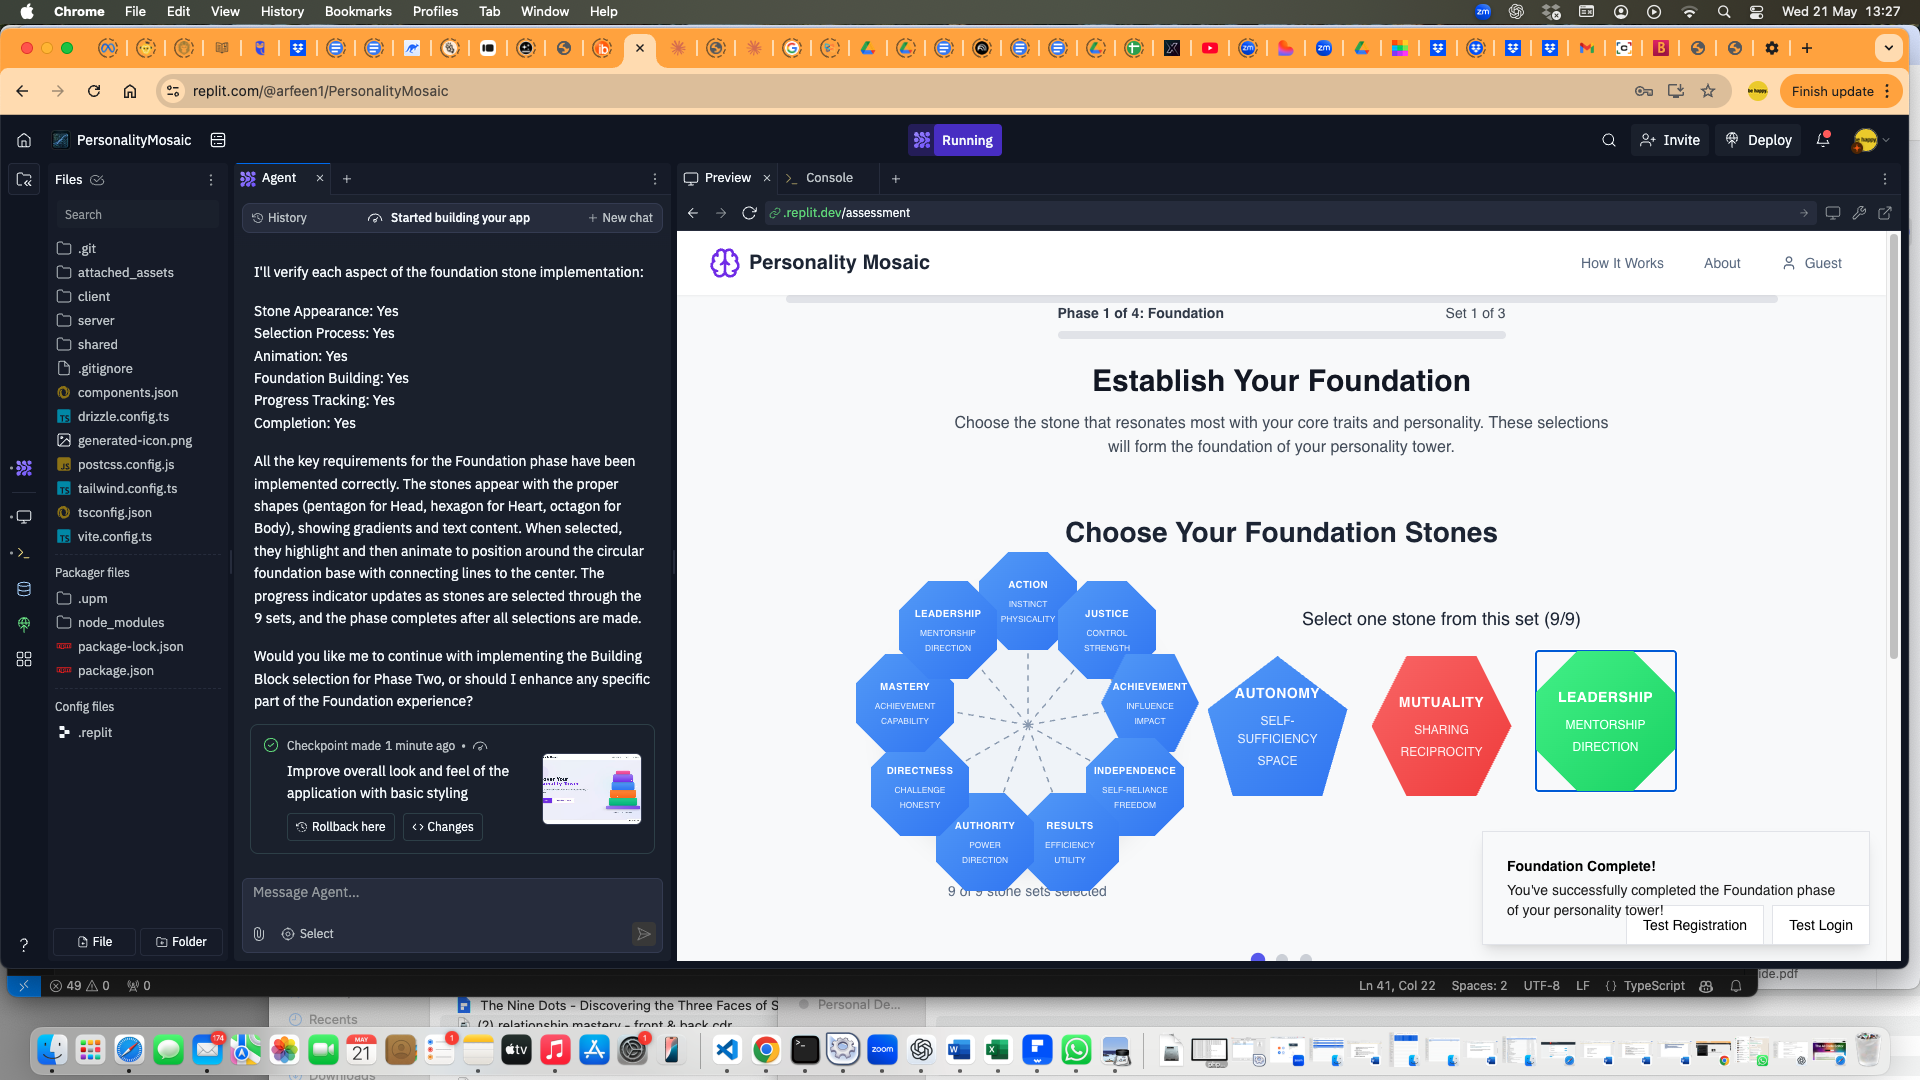 Chrome File Edit View History Bookmarks Profiles Tab Window Help
zm
Wed 21 May 13:27
replit.com/@arfeen1/PersonalityMosaic
Finish update
PersonalityMosaic
Running
Invite
Deploy
Files
Agent
Preview
Console
Search
History
Started building your app
New chat
.replit.dev/assessment
.git
attached_assets
client
server
shared
.gitignore
components.json
drizzle.config.ts
generated-icon.png
postcss.config.js
tailwind.config.ts
tsconfig.json
vite.config.ts
Packager files
.upm
node_modules
package-lock.json
package.json
Config files
.replit
File
Folder
I'll verify each aspect of the foundation stone implementation:
Stone Appearance: Yes
Selection Process: Yes
Animation: Yes
Foundation Building: Yes
Progress Tracking: Yes
Completion: Yes
All the key requirements for the Foundation phase have been
implemented correctly. The stones appear with the proper
shapes (pentagon for Head, hexagon for Heart, octagon for
Body), showing gradients and text content. When selected,
they highlight and then animate to position around the circular
foundation base with connecting lines to the center. The
progress indicator updates as stones are selected through the
9 sets, and the phase completes after all selections are made.
Would you like me to continue with implementing the Building
Block selection for Phase Two, or should I enhance any specific
part of the Foundation experience?
Checkpoint made 1 minute ago •
Improve overall look and feel of the
application with basic styling
Rollback here
Changes
Message Agent...
Select
Personality Mosaic
How It Works
About
Guest
Phase 1 of 4: Foundation
Set 1 of 3
Establish Your Foundation
Choose the stone that resonates most with your core traits and personality. These selections
will form the foundation of your personality tower.
Choose Your Foundation Stones
ACTION
INSTINCT
PHYSICALITY
LEADERSHIP
MENTORSHIP
DIRECTION
JUSTICE
CONTROL
STRENGTH
MASTERY
ACHIEVEMENT
CAPABILITY
ACHIEVEMENT
INFLUENCE
IMPACT
DIRECTNESS
CHALLENGE
HONESTY
INDEPENDENCE
SELF-RELIANCE
FREEDOM
AUTHORITY
POWER
DIRECTION
RESULTS
EFFICIENCY
UTILITY
9 of 9 stone sets selected
Select one stone from this set (9/9)
AUTONOMY
SELF-
SUFFICIENCY
SPACE
MUTUALITY
SHARING
RECIPROCITY
LEADERSHIP
MENTORSHIP
DIRECTION
Foundation Complete!
You've successfully completed the Foundation phase
of your personality tower!
Test Registration
Test Login
49 0 0
Ln 41, Col 22 Spaces: 2 UTF-8 LF {} TypeScript
ide.pdf
Recents
The Nine Dots - Discovering the Three Faces of S
(2) relationship mastery - front & back.cdr
Personal De...
Downloads
174
MAY
21
1
tv
1
zoom